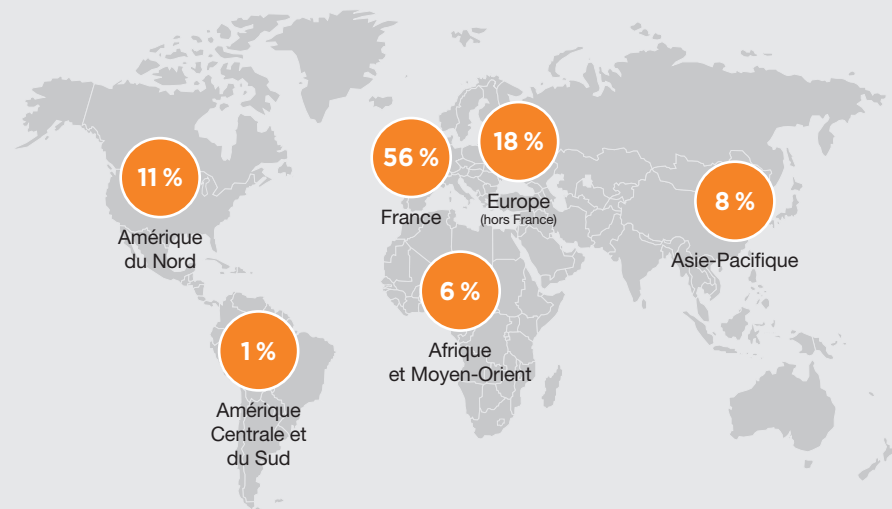 11 %
Amérique
du Nord
56 %
France
18 %
Europe
(hors France)
8 %
Asie-Pacifique
6 %
Afrique
et Moyen-Orient
1 %
Amérique
Centrale et
du Sud